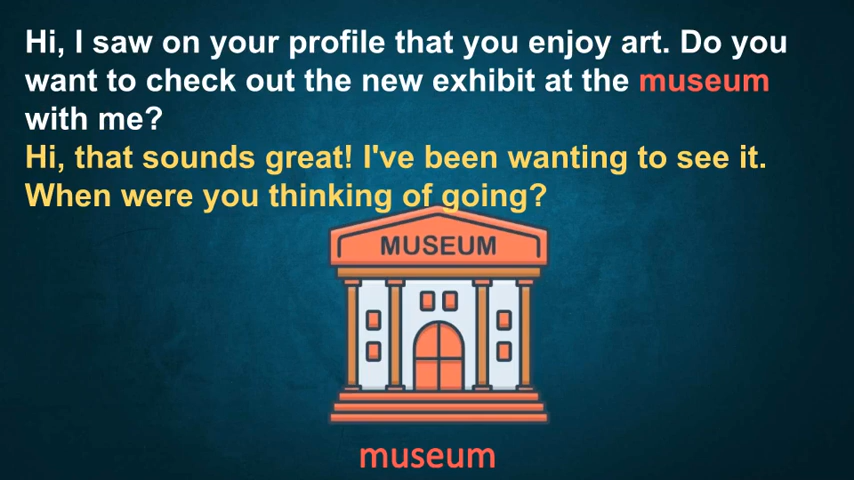 Hi, I saw on your profile that you enjoy art. Do you
want to check out the new exhibit at the museum
with me?
Hi, that sounds great! I've been wanting to see it.
When were you thinking of going?
MUSEUM
museum